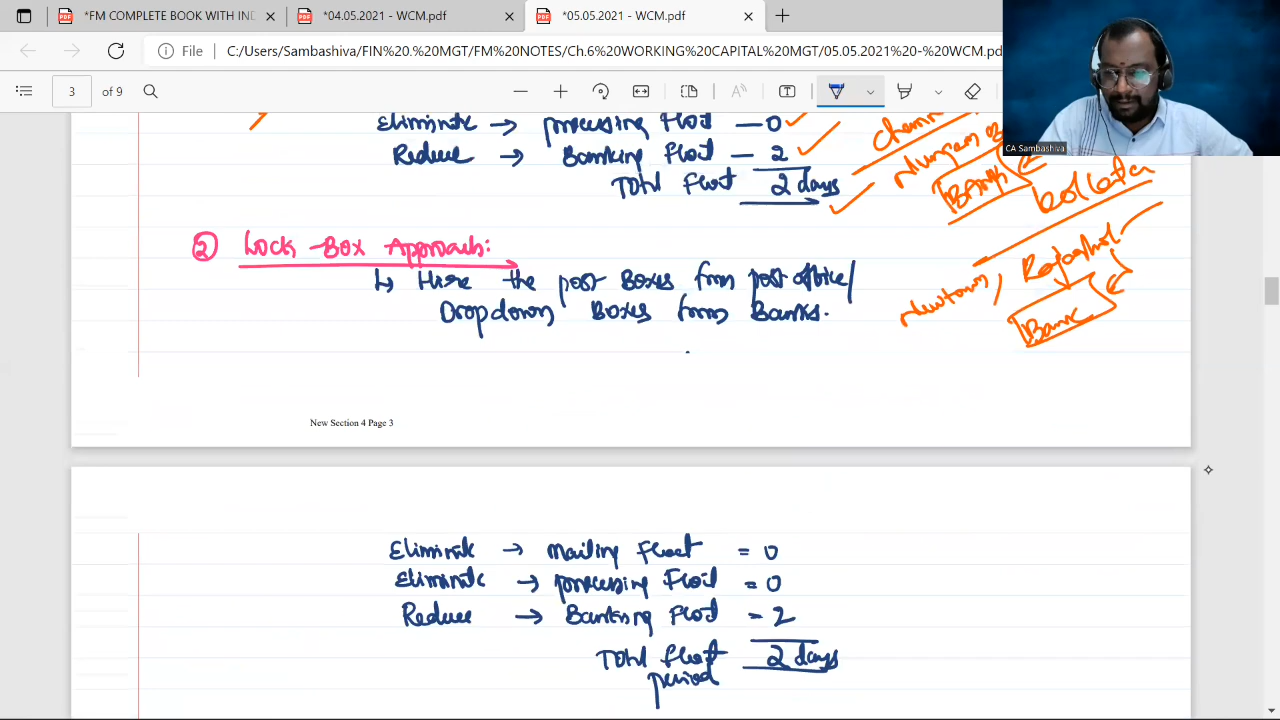 *FM COMPLETE BOOK WITH IND
*04.05.2021 - WCM.pdf
*05.05.2021 - WCM.pdf
File C:/Users/Sambashiva/FIN%20.%20MGT/FM%20NOTES/Ch.6%20WORKING%20CAPITAL%20MGT/05.05.2021%20-%20WCM.pd
3 of 9
CA Sambashiva
Eliminate → processing Float — 0
Reduce → Banking Float — 2
Total Float 2 days
Bank
kolkata
② Lock-Box Approach:
↳ Hire the post Boxes from post office/
Dropdown Boxes from Banks.
Newtown/
Bank
New Section 4 Page 3
Eliminate → Mailing Float = 0
Eliminate → processing Float = 0
Reduce → Banking Float = 2
Total float 2 days
period